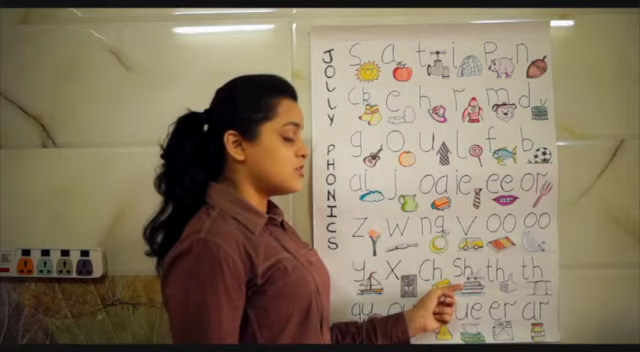 JOLLY PHONICS
s a t i p n
ck e h r m d
g o u l f b
ai j oa ie ee or
z w ng v oo oo
y x ch sh th th
qu ou ue er ar